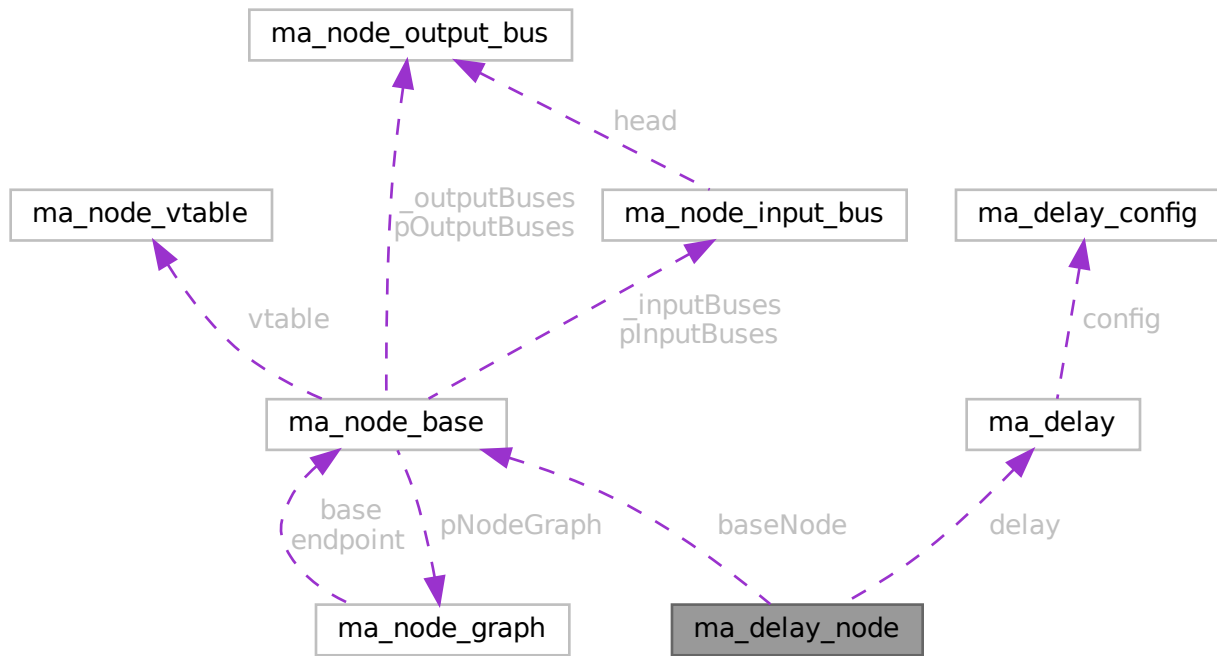 ma_node_output_bus
head
ma_node_vtable
_outputBuses
pOutputBuses
ma_node_input_bus
ma_delay_config
vtable
_inputBuses
pInputBuses
config
ma_node_base
ma_delay
base
endpoint
pNodeGraph
baseNode
delay
ma_node_graph
ma_delay_node